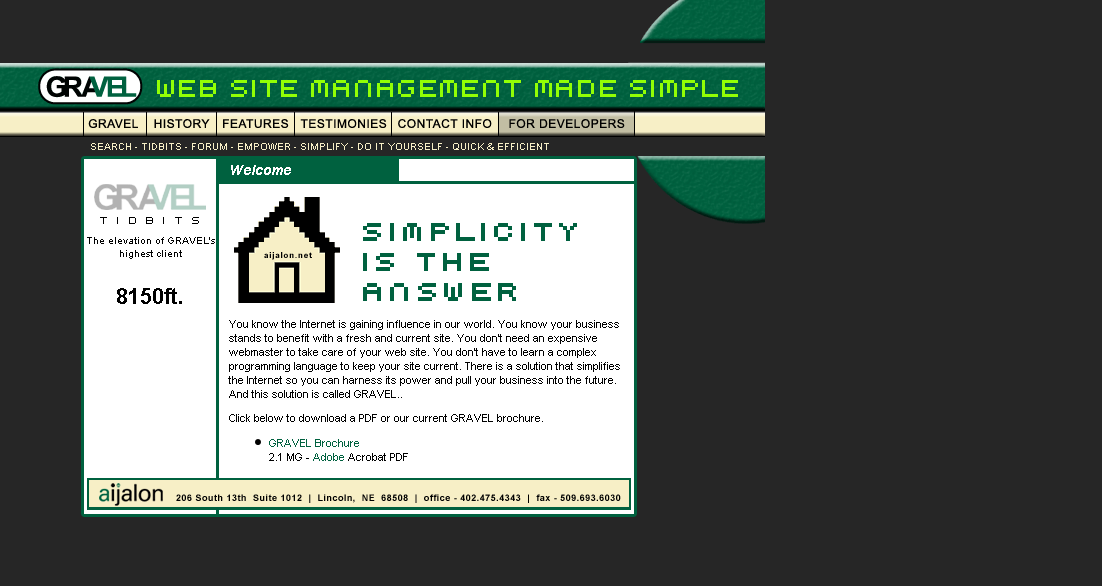 GRAVEL WEB SITE MANAGEMENT MADE SIMPLE
GRAVEL HISTORY FEATURES TESTIMONIES CONTACT INFO FOR DEVELOPERS
SEARCH - TIDBITS - FORUM - EMPOWER - SIMPLIFY - DO IT YOURSELF - QUICK & EFFICIENT
GRAVEL
TIDBITS
The elevation of GRAVEL's
highest client
8150ft.
Welcome
aijalon.net
SIMPLICITY
IS THE
ANSWER
You know the Internet is gaining influence in our world. You know your business
stands to benefit with a fresh and current site. You don't need an expensive
webmaster to take care of your web site. You don't have to learn a complex
programming language to keep your site current. There is a solution that simplifies
the Internet so you can harness its power and pull your business into the future.
And this solution is called GRAVEL..
Click below to download a PDF or our current GRAVEL brochure.
• GRAVEL Brochure
2.1 MG - Adobe Acrobat PDF
aijalon 206 South 13th Suite 1012 | Lincoln, NE 68508 | office - 402.475.4343 | fax - 509.693.6030